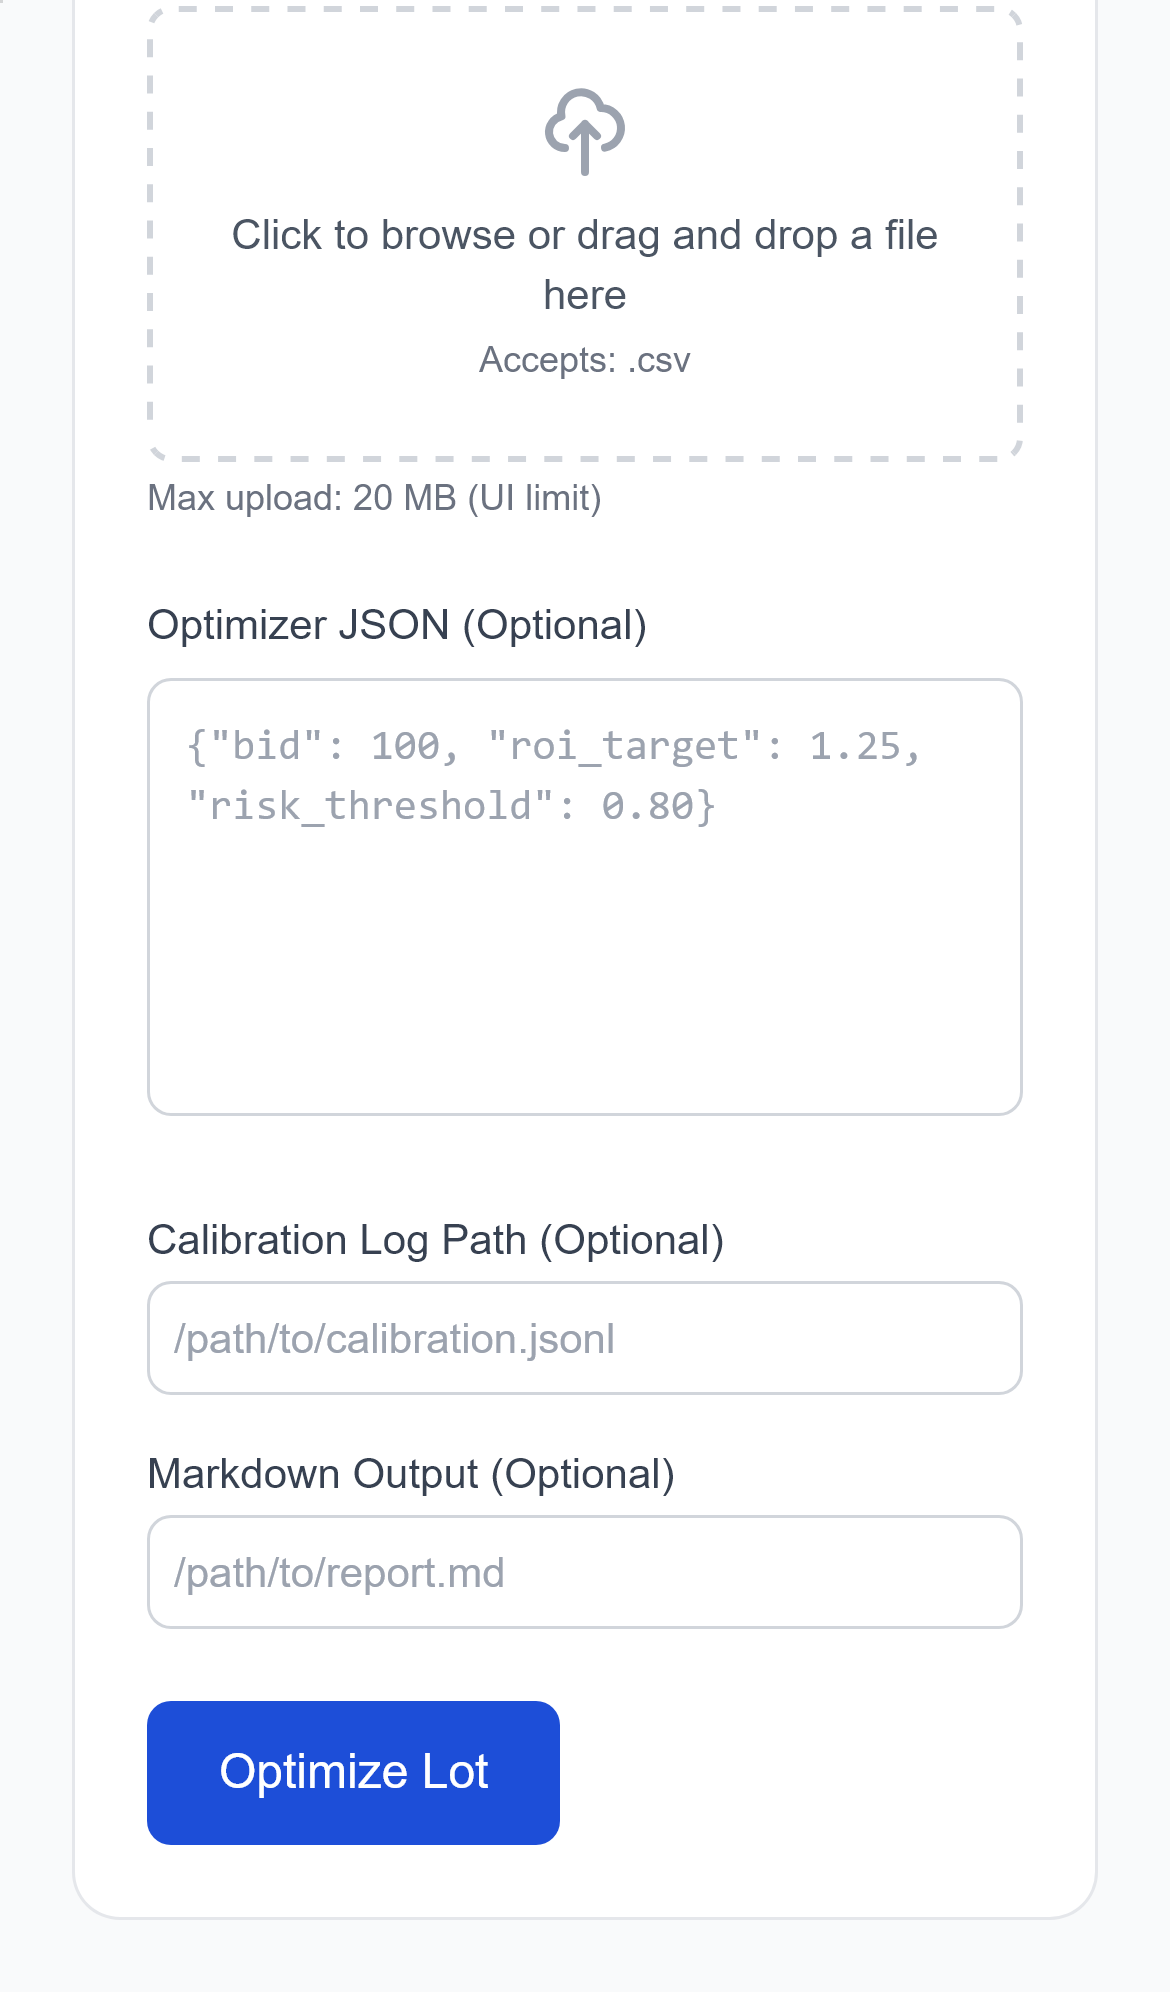 Click to browse or drag and drop a file
here
Accepts: .csv
Max upload: 20 MB (UI limit)
Optimizer JSON (Optional)
{"bid": 100, "roi_target": 1.25,
"risk_threshold": 0.80}
Calibration Log Path (Optional)
/path/to/calibration.jsonl
Markdown Output (Optional)
/path/to/report.md
Optimize Lot